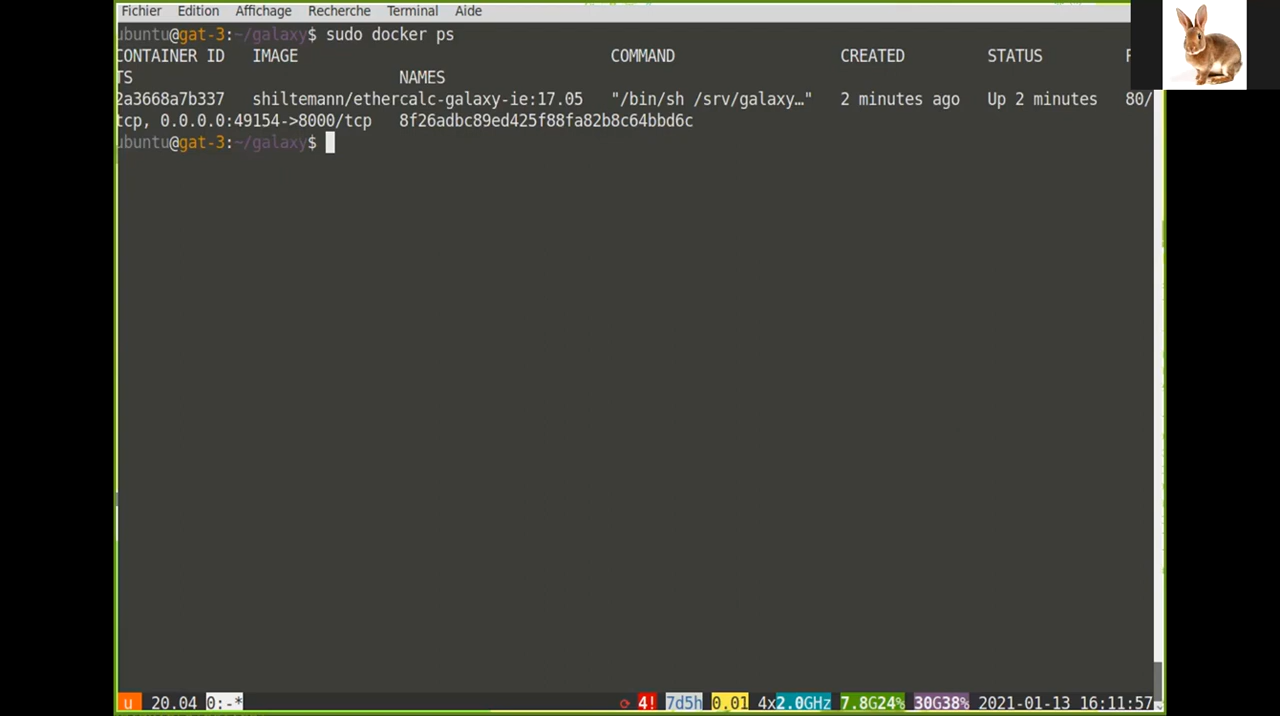 Fichier Edition Affichage Recherche Terminal Aide
ubuntu@gat-3:~/galaxy$ sudo docker ps
CONTAINER ID IMAGE COMMAND CREATED STATUS
TS NAMES
2a3668a7b337 shiltemann/ethercalc-galaxy-ie:17.05 "/bin/sh /srv/galaxy…" 2 minutes ago Up 2 minutes 80/
tcp, 0.0.0.0:49154->8000/tcp 8f26adbc89ed425f88fa82b8c64bbd6c
ubuntu@gat-3:~/galaxy$
u 20.04 0:-* 4! 7d5h 0.01 4x2.0GHz 7.8G24% 30G38% 2021-01-13 16:11:57